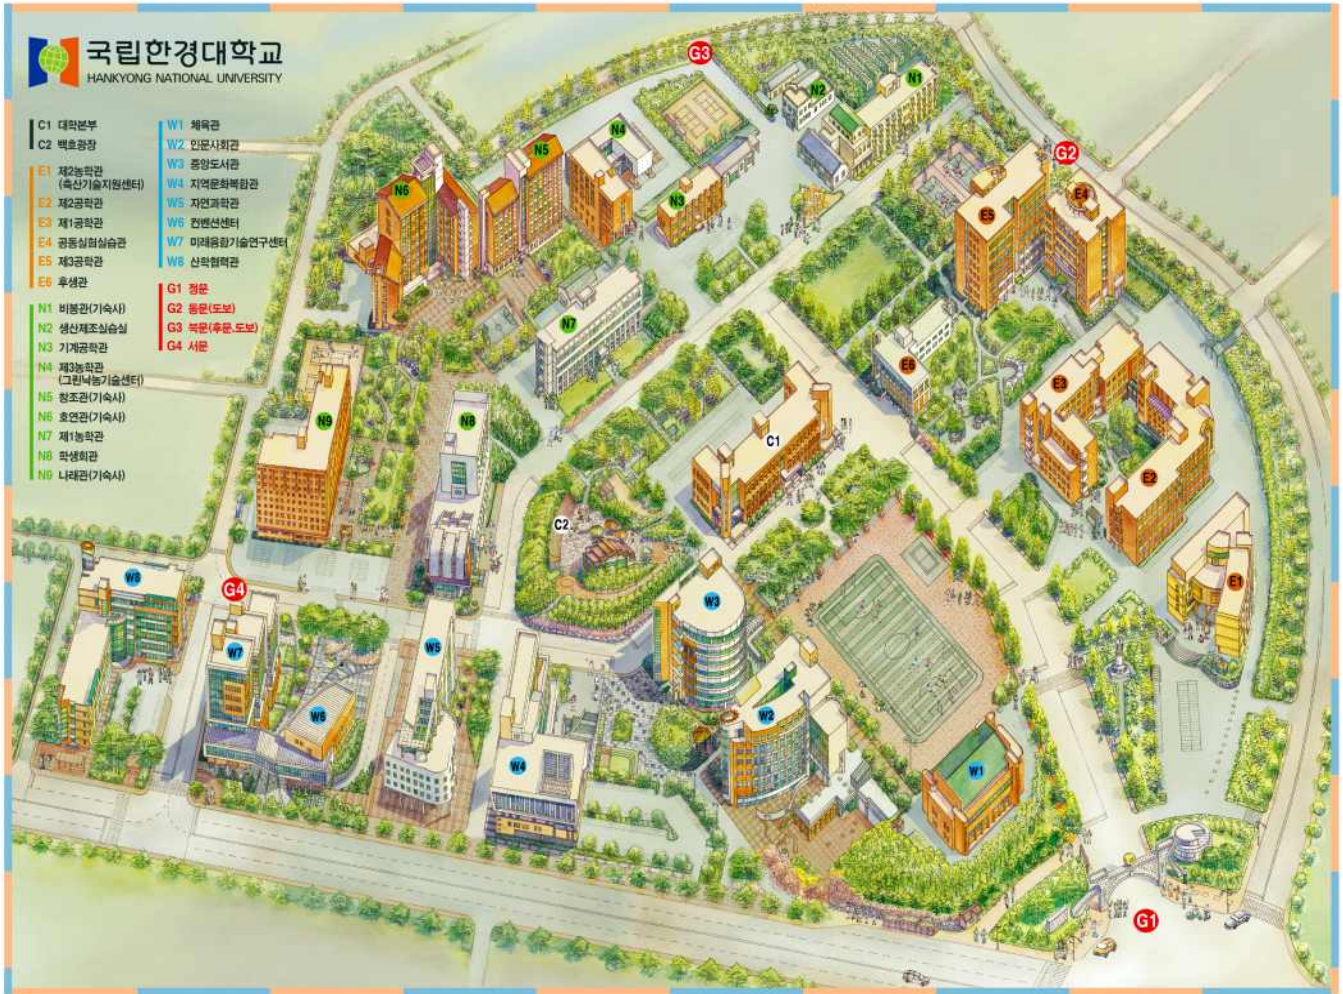 국립한경대학교
HANKYONG NATIONAL UNIVERSITY
C1 대학본부
C2 백호광장
E1 제2농학관
(축산기술지원센터)
E2 제2공학관
E3 제1공학관
E4 공동실험실습관
E5 제3공학관
E6 후생관
N1 비봉관(기숙사)
N2 생산제조실습실
N3 기계공학관
N4 제3농학관
(그린낙농기술센터)
N5 창조관(기숙사)
N6 호연관(기숙사)
N7 제1농학관
N8 학생회관
N9 나래관(기숙사)
W1 체육관
W2 인문사회관
W3 중앙도서관
W4 지역문화복합관
W5 자연과학관
W6 컨벤션센터
W7 미래융합기술연구센터
W8 산학협력관
G1 정문
G2 동문(도보)
G3 북문(후문,도보)
G4 서문
G3
N1
N2
N4
N5
G2
N6
N3
E4
E5
N7
E6
E3
N9
N8
C1
E2
C2
W8
G4
E1
W3
W5
W7
W6
W2
W4
W1
G1